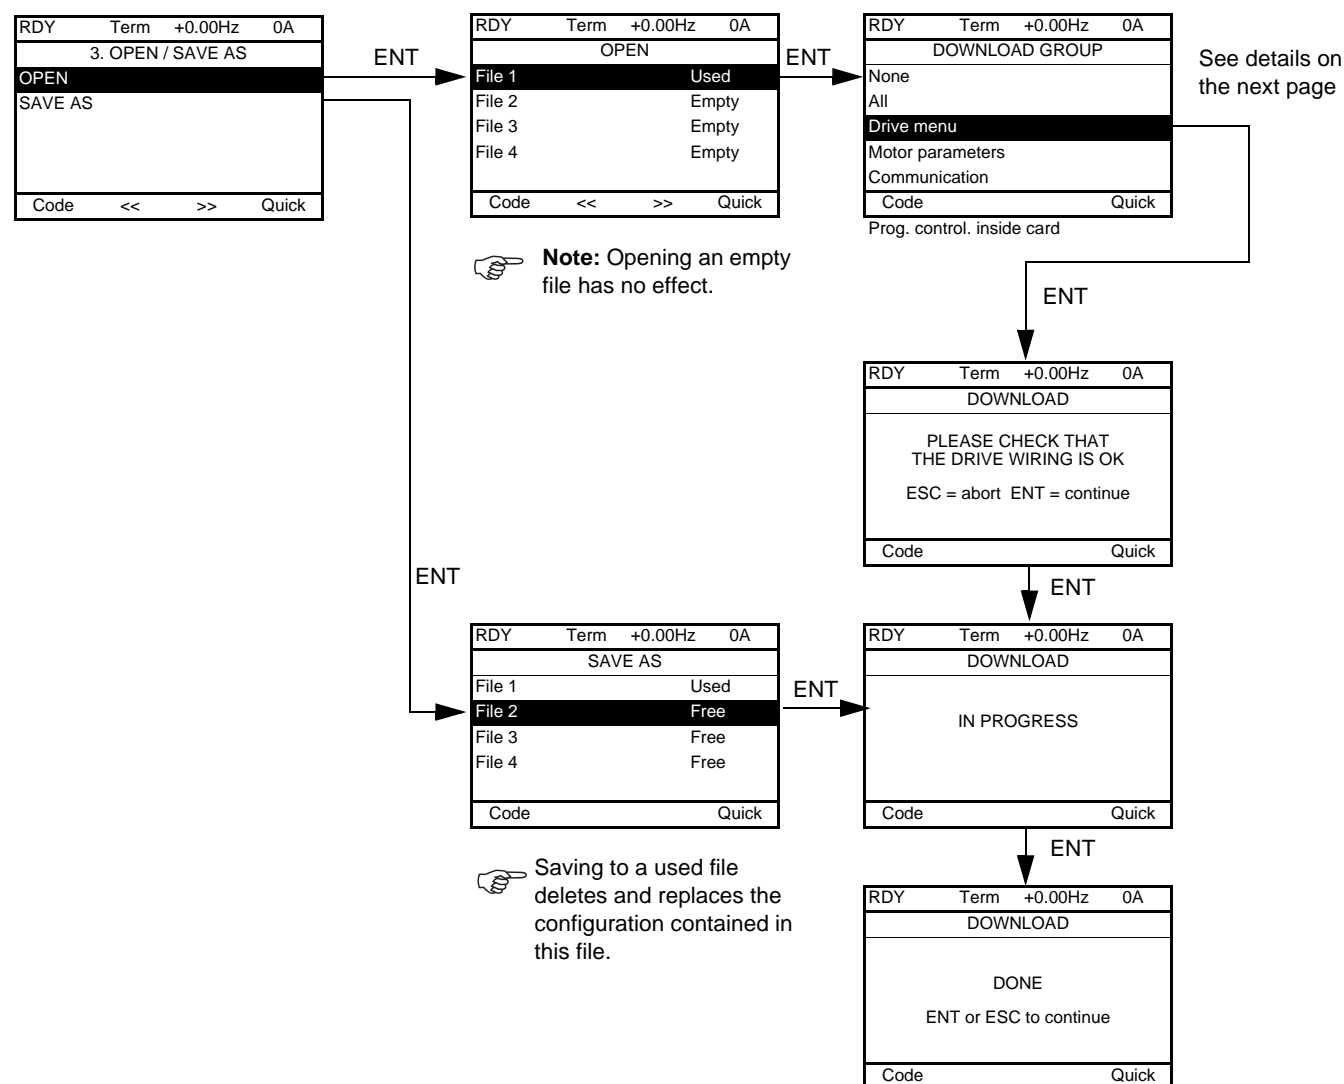 RDY Term +0.00Hz 0A
3. OPEN / SAVE AS
OPEN
SAVE AS
Code << >> Quick
ENT
RDY Term +0.00Hz 0A
OPEN
File 1 Used
File 2 Empty
File 3 Empty
File 4 Empty
Code << >> Quick
Note: Opening an empty
file has no effect.
ENT
RDY Term +0.00Hz 0A
DOWNLOAD GROUP
None
All
Drive menu
Motor parameters
Communication
Code Quick
Prog. control. inside card
See details on
the next page
ENT
RDY Term +0.00Hz 0A
DOWNLOAD
PLEASE CHECK THAT
THE DRIVE WIRING IS OK
ESC = abort ENT = continue
Code Quick
ENT
ENT
RDY Term +0.00Hz 0A
SAVE AS
File 1 Used
File 2 Free
File 3 Free
File 4 Free
Code Quick
Saving to a used file
deletes and replaces the
configuration contained in
this file.
ENT
RDY Term +0.00Hz 0A
DOWNLOAD
IN PROGRESS
Code Quick
ENT
RDY Term +0.00Hz 0A
DOWNLOAD
DONE
ENT or ESC to continue
Code Quick